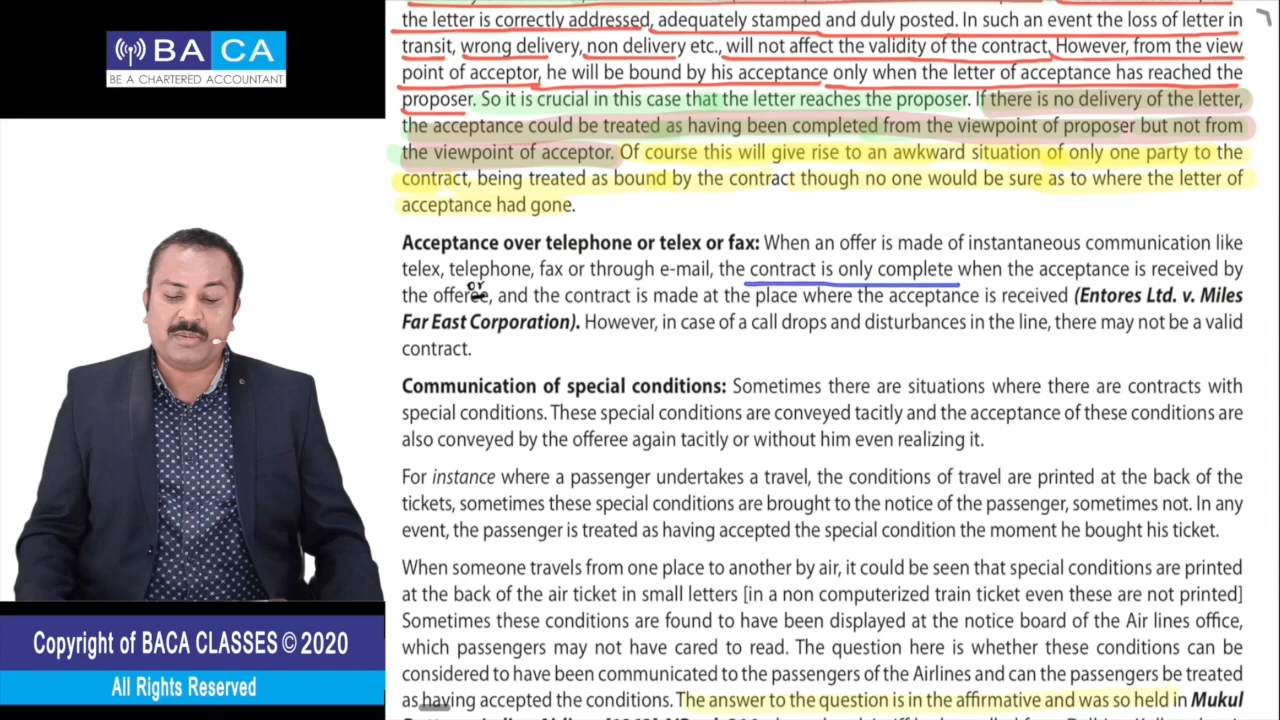 BACA
BE A CHARTERED ACCOUNTANT
the letter is correctly addressed, adequately stamped and duly posted. In such an event the loss of letter in
transit, wrong delivery, non delivery etc., will not affect the validity of the contract. However, from the view
point of acceptor, he will be bound by his acceptance only when the letter of acceptance has reached the
proposer. So it is crucial in this case that the letter reaches the proposer. If there is no delivery of the letter,
the acceptance could be treated as having been completed from the viewpoint of proposer but not from
the viewpoint of acceptor. Of course this will give rise to an awkward situation of only one party to the
contract, being treated as bound by the contract though no one would be sure as to where the letter of
acceptance had gone.
Acceptance over telephone or telex or fax: When an offer is made of instantaneous communication like
telex, telephone, fax or through e-mail, the contract is only complete when the acceptance is received by
or
the offeree, and the contract is made at the place where the acceptance is received (Entores Ltd. v. Miles
Far East Corporation). However, in case of a call drops and disturbances in the line, there may not be a valid
contract.
Communication of special conditions: Sometimes there are situations where there are contracts with
special conditions. These special conditions are conveyed tacitly and the acceptance of these conditions are
also conveyed by the offeree again tacitly or without him even realizing it.
For instance where a passenger undertakes a travel, the conditions of travel are printed at the back of the
tickets, sometimes these special conditions are brought to the notice of the passenger, sometimes not. In any
event, the passenger is treated as having accepted the special condition the moment he bought his ticket.
When someone travels from one place to another by air, it could be seen that special conditions are printed
at the back of the air ticket in small letters [in a non computerized train ticket even these are not printed]
Sometimes these conditions are found to have been displayed at the notice board of the Air lines office,
which passengers may not have cared to read. The question here is whether these conditions can be
considered to have been communicated to the passengers of the Airlines and can the passengers be treated
as having accepted the conditions. The answer to the question is in the affirmative and was so held in Mukul
Copyright of BACA CLASSES © 2020
All Rights Reserved